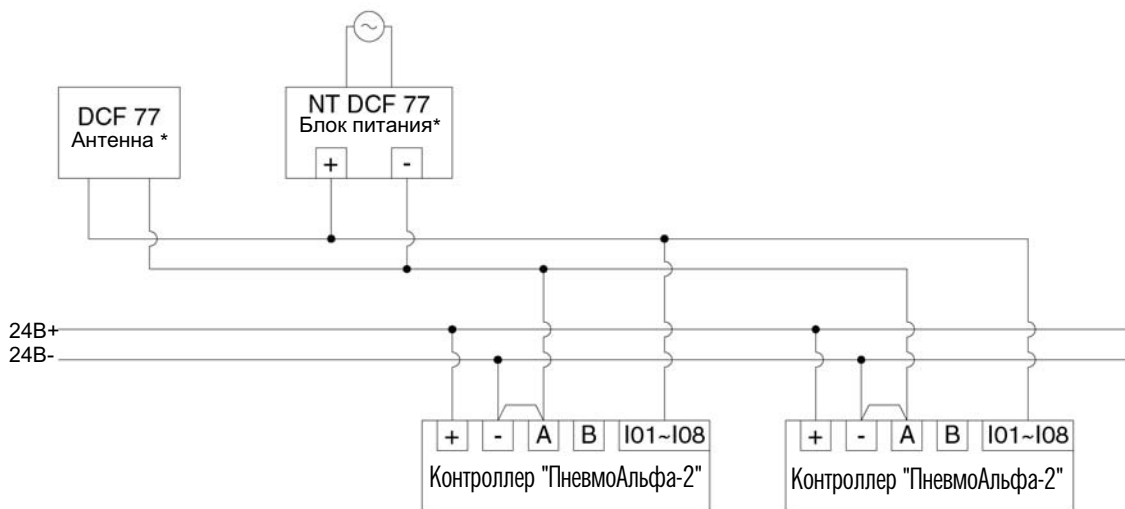 DCF 77
Антенна *
NT DCF 77
Блок питания*
+ -
24В+
24В-
+ - A B I01~I08
Контроллер "ПневмоАльфа-2"
+ - A B I01~I08
Контроллер "ПневмоАльфа-2"